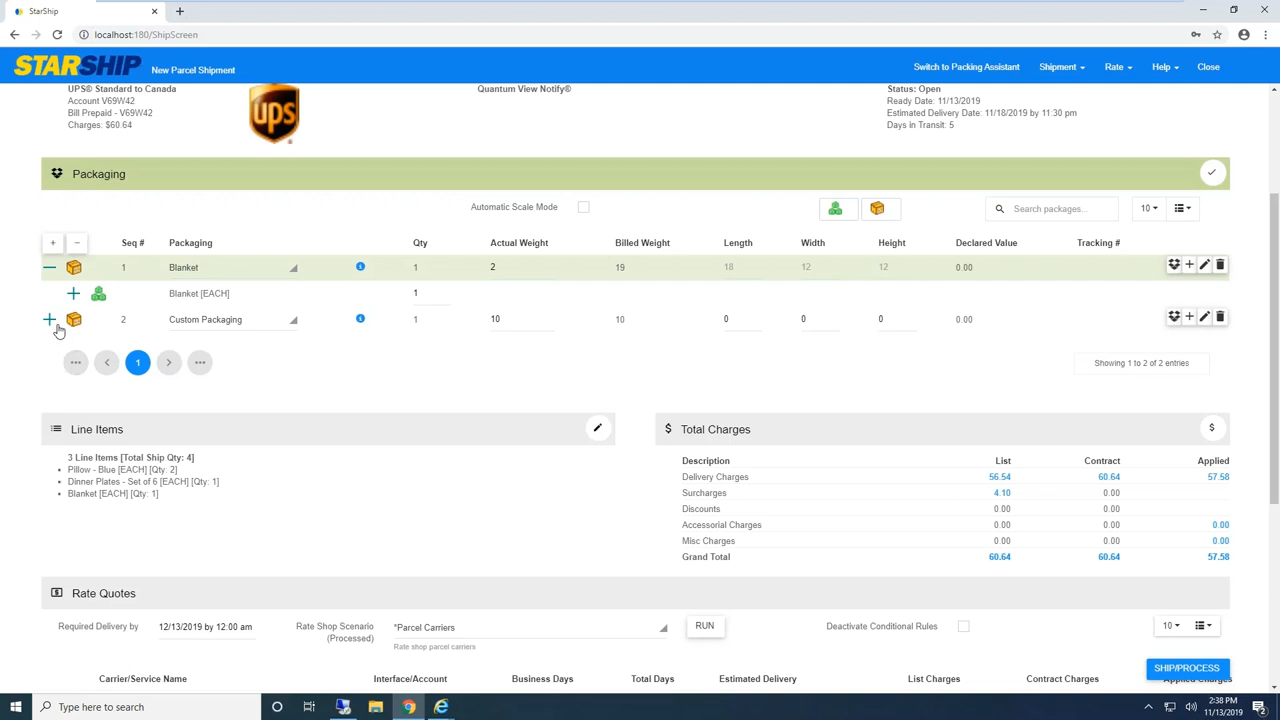 StarShip
localhost:180/ShipScreen
STARSHIP New Parcel Shipment Switch to Packing Assistant Shipment Rate Help Close
UPS® Standard to Canada Quantum View Notify® Status: Open
Account V69W42 Ready Date: 11/13/2019
Bill Prepaid - V69W42 Estimated Delivery Date: 11/18/2019 by 11:30 pm
Charges: $60.64 Days in Transit: 5
ups
Packaging
Automatic Scale Mode Search packages... 10
+ − Seq # Packaging Qty Actual Weight Billed Weight Length Width Height Declared Value Tracking #
1 Blanket 1 2 19 18 12 12 0.00
Blanket [EACH] 1
2 Custom Packaging 1 10 10 0 0 0 0.00
... < 1 > ... Showing 1 to 2 of 2 entries
Line Items
3 Line Items [Total Ship Qty: 4]
• Pillow - Blue [EACH] [Qty: 2]
• Dinner Plates - Set of 6 [EACH] [Qty: 1]
• Blanket [EACH] [Qty: 1]
$ Total Charges $
Description List Contract Applied
Delivery Charges 56.54 60.64 57.58
Surcharges 4.10 0.00
Discounts 0.00 0.00
Accessorial Charges 0.00 0.00 0.00
Misc Charges 0.00 0.00 0.00
Grand Total 60.64 60.64 57.58
Rate Quotes
Required Delivery by 12/13/2019 by 12:00 am Rate Shop Scenario (Processed) *Parcel Carriers RUN Deactivate Conditional Rules 10
Rate shop parcel carriers
SHIP/PROCESS
Carrier/Service Name Interface/Account Business Days Total Days Estimated Delivery List Charges Contract Charges Applied Charges
Type here to search 2:38 PM
11/13/2019
2